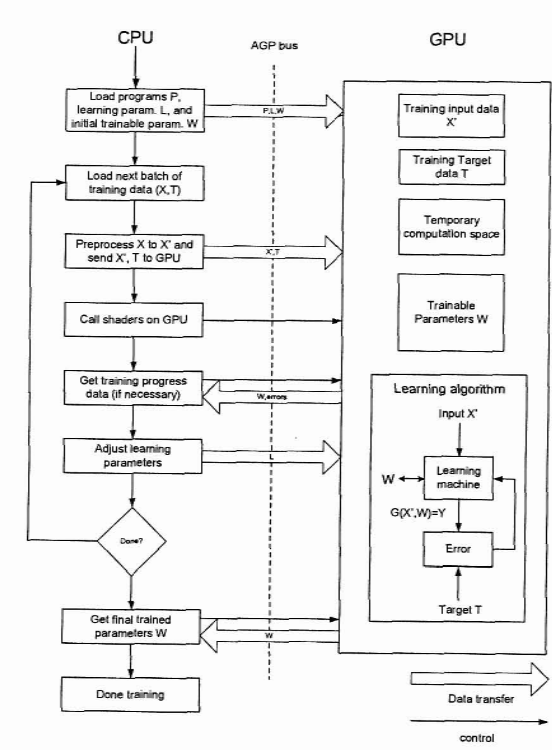 CPU
AGP bus
GPU
Load programs P,
learning param. L, and
initial trainable param. W
P,L,W
Training input data
X'
Load next batch of
training data (X,T)
Training Target
data T
Preprocess X to X' and
send X', T to GPU
X',T
Temporary
computation space
Call shaders on GPU
Trainable
Parameters W
Get training progress
data (if necessary)
W,errors
Adjust learning
parameters
L
Done?
Get final trained
parameters W
W
Done training
Learning algorithm
Input X'
W
Learning
machine
G(X',W)=Y
Error
Target T
Data transfer
control